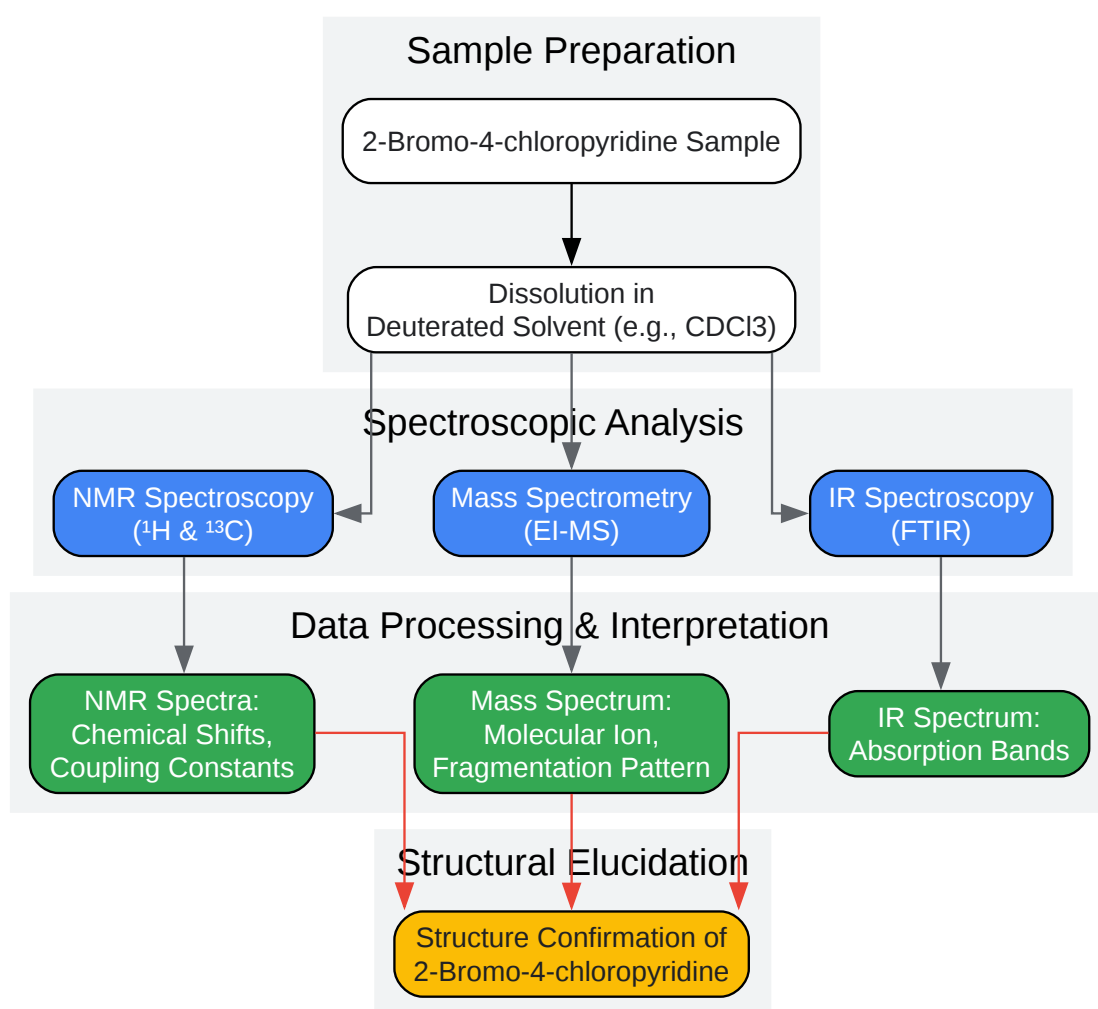 Sample Preparation
2-Bromo-4-chloropyridine Sample
Dissolution in
Deuterated Solvent (e.g., CDCl3)
Spectroscopic Analysis
NMR Spectroscopy
(¹H & ¹³C)
Mass Spectrometry
(EI-MS)
IR Spectroscopy
(FTIR)
Data Processing & Interpretation
NMR Spectra:
Chemical Shifts,
Coupling Constants
Mass Spectrum:
Molecular Ion,
Fragmentation Pattern
IR Spectrum:
Absorption Bands
Structural Elucidation
Structure Confirmation of
2-Bromo-4-chloropyridine